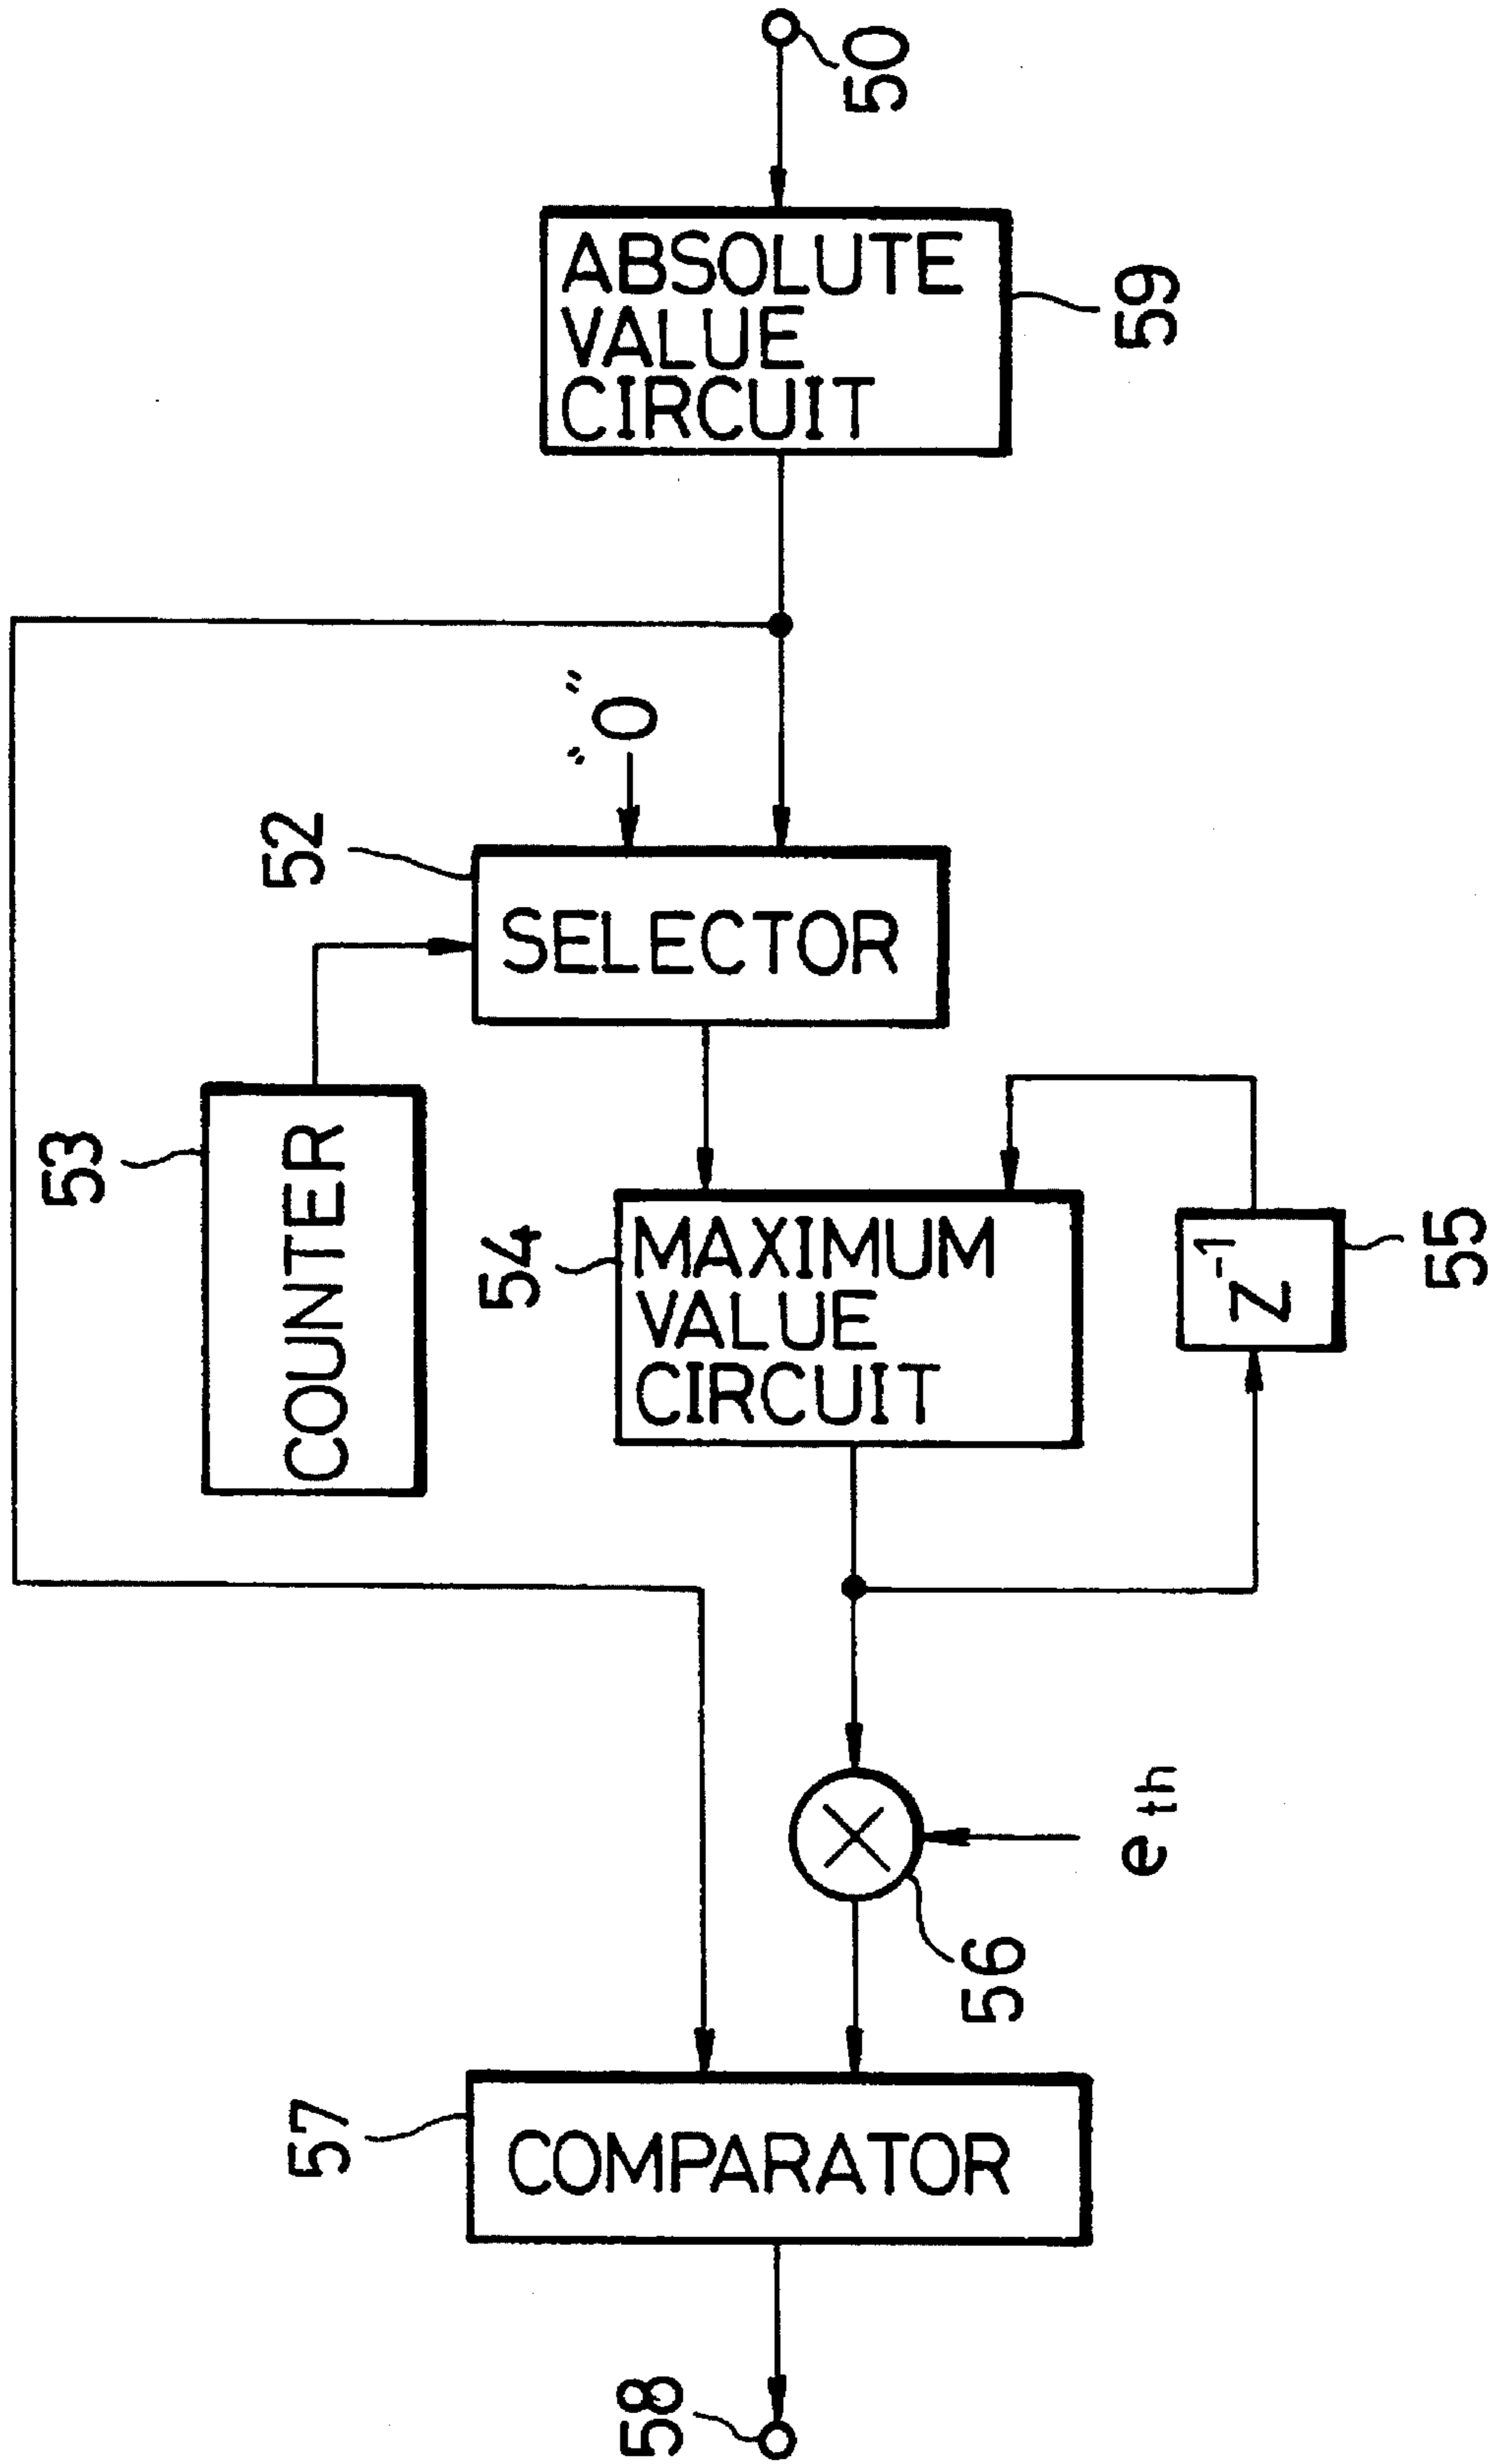 50
ABSOLUTE
VALUE
CIRCUIT
59
"0"
52
SELECTOR
53
COUNTER
54
MAXIMUM
VALUE
CIRCUIT
Z⁻¹
55
eth
56
57
COMPARATOR
58